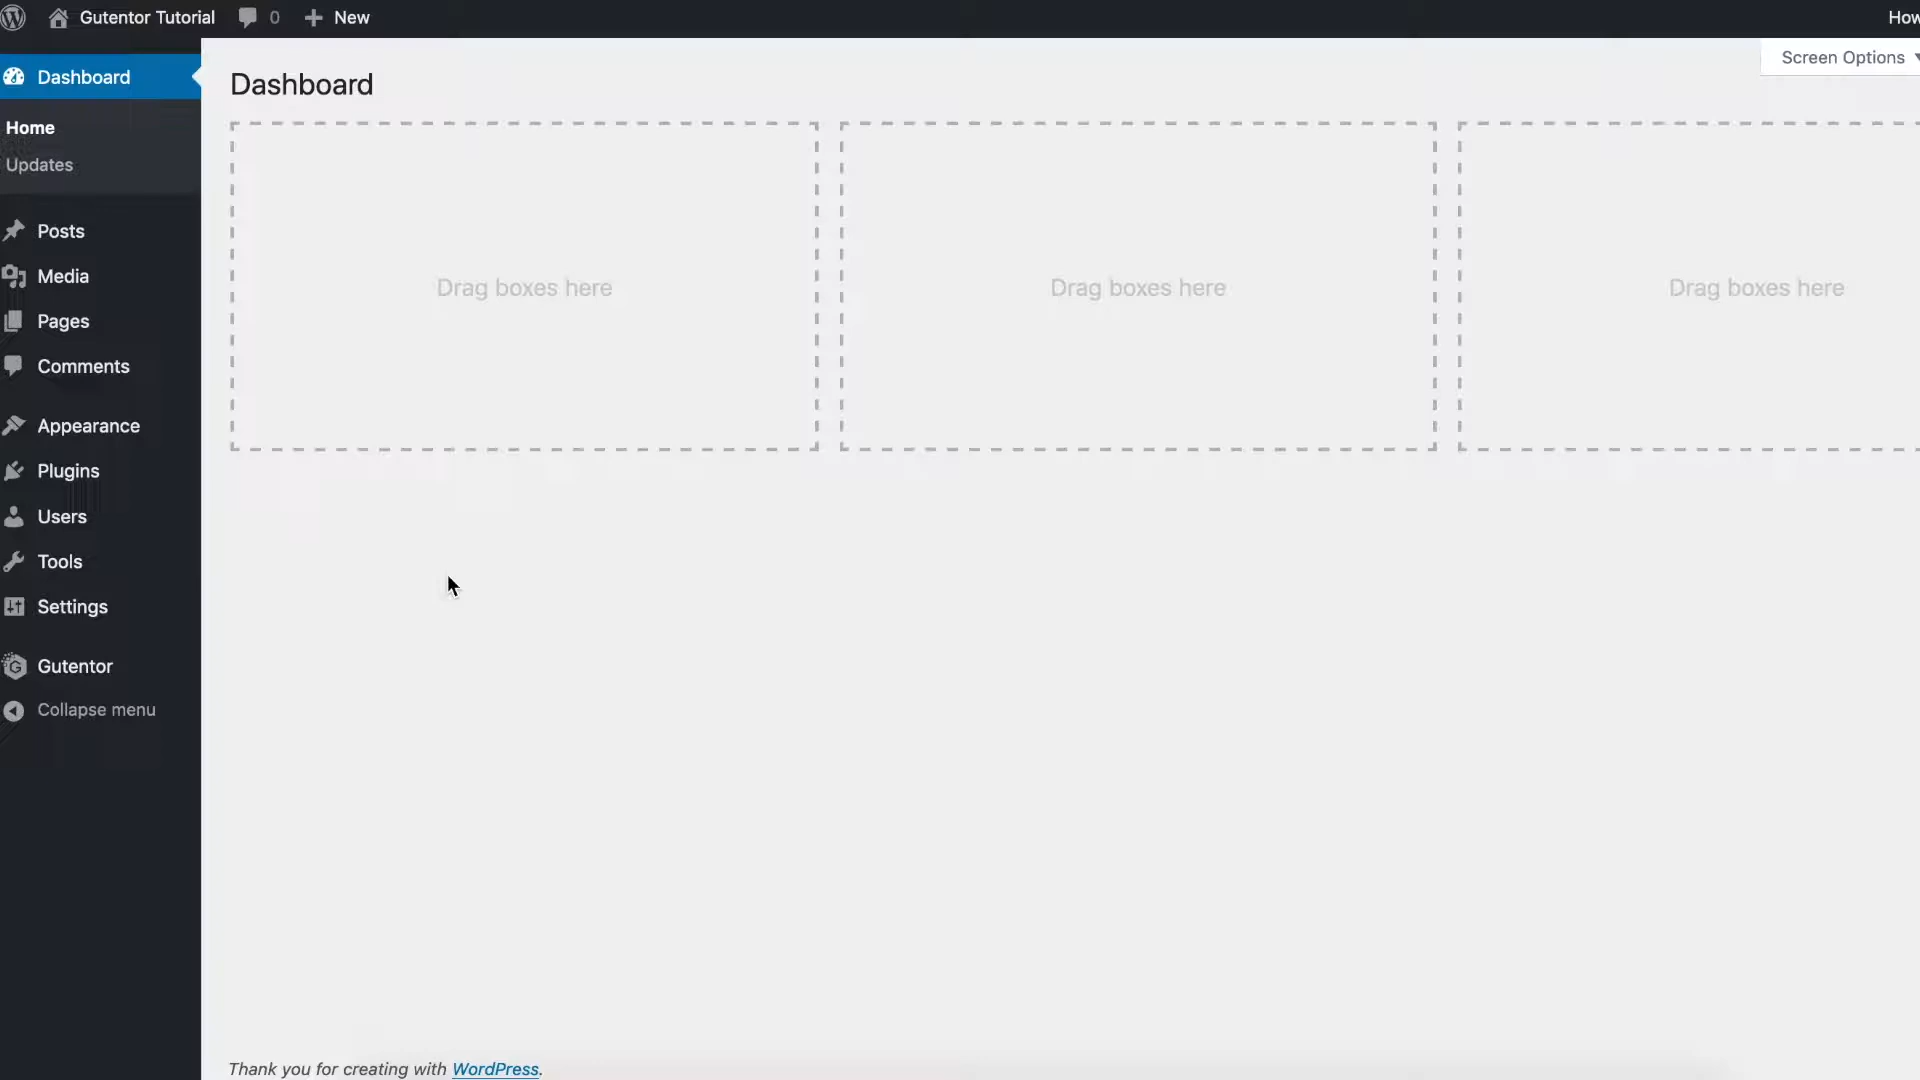 Gutentor Tutorial 0 New How
Screen Options
Dashboard
Home
Updates
Posts
Media
Pages
Comments
Appearance
Plugins
Users
Tools
Settings
Gutentor
Collapse menu
Dashboard
Drag boxes here
Drag boxes here
Drag boxes here
Thank you for creating with WordPress.